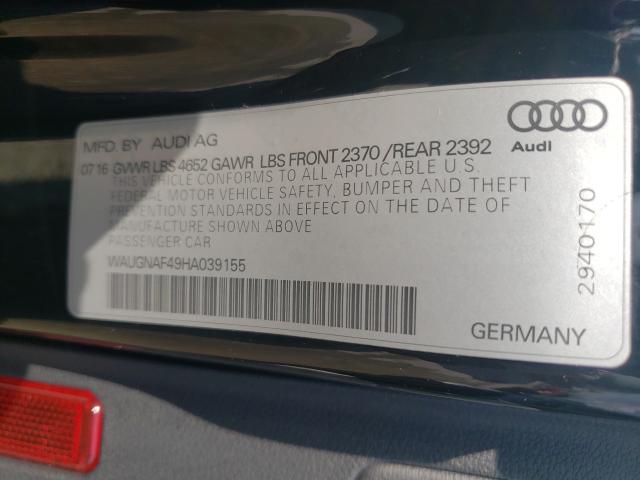 MFD. BY AUDI AG
0716 GVWR LBS 4652 GAWR LBS FRONT 2370 /REAR 2392
THIS VEHICLE CONFORMS TO ALL APPLICABLE U.S.
FEDERAL MOTOR VEHICLE SAFETY, BUMPER AND THEFT
PREVENTION STANDARDS IN EFFECT ON THE DATE OF
MANUFACTURE SHOWN ABOVE
PASSENGER CAR
WAUGNAF49HA039155
Audi
2940170
GERMANY